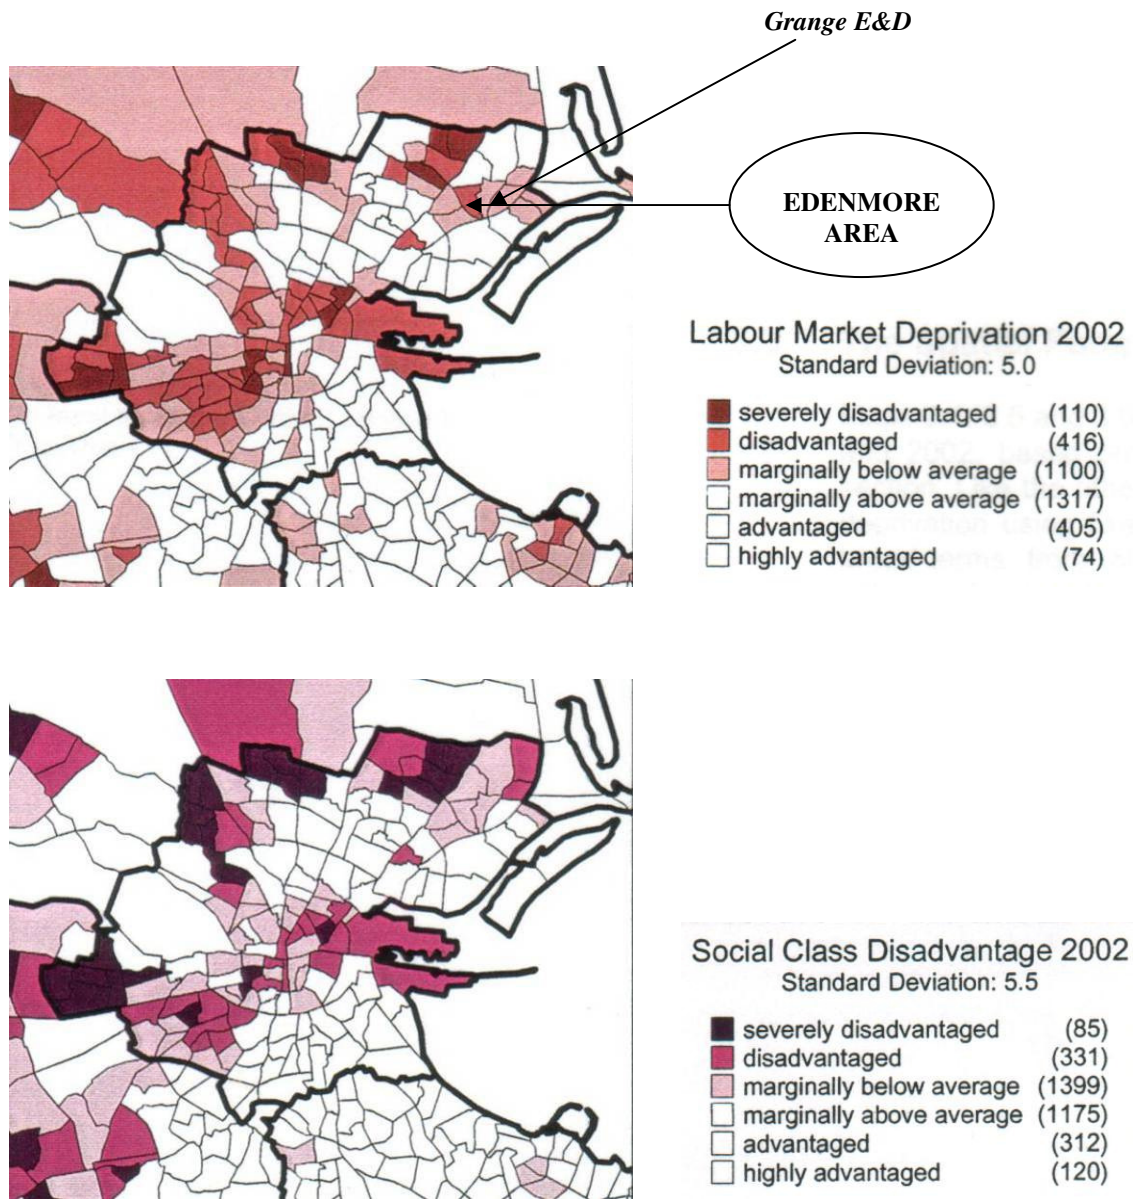 Grange E&D
EDENMORE
AREA
Labour Market Deprivation 2002
Standard Deviation: 5.0
severely disadvantaged (110)
disadvantaged (416)
marginally below average (1100)
marginally above average (1317)
advantaged (405)
highly advantaged (74)
Social Class Disadvantage 2002
Standard Deviation: 5.5
severely disadvantaged (85)
disadvantaged (331)
marginally below average (1399)
marginally above average (1175)
advantaged (312)
highly advantaged (120)